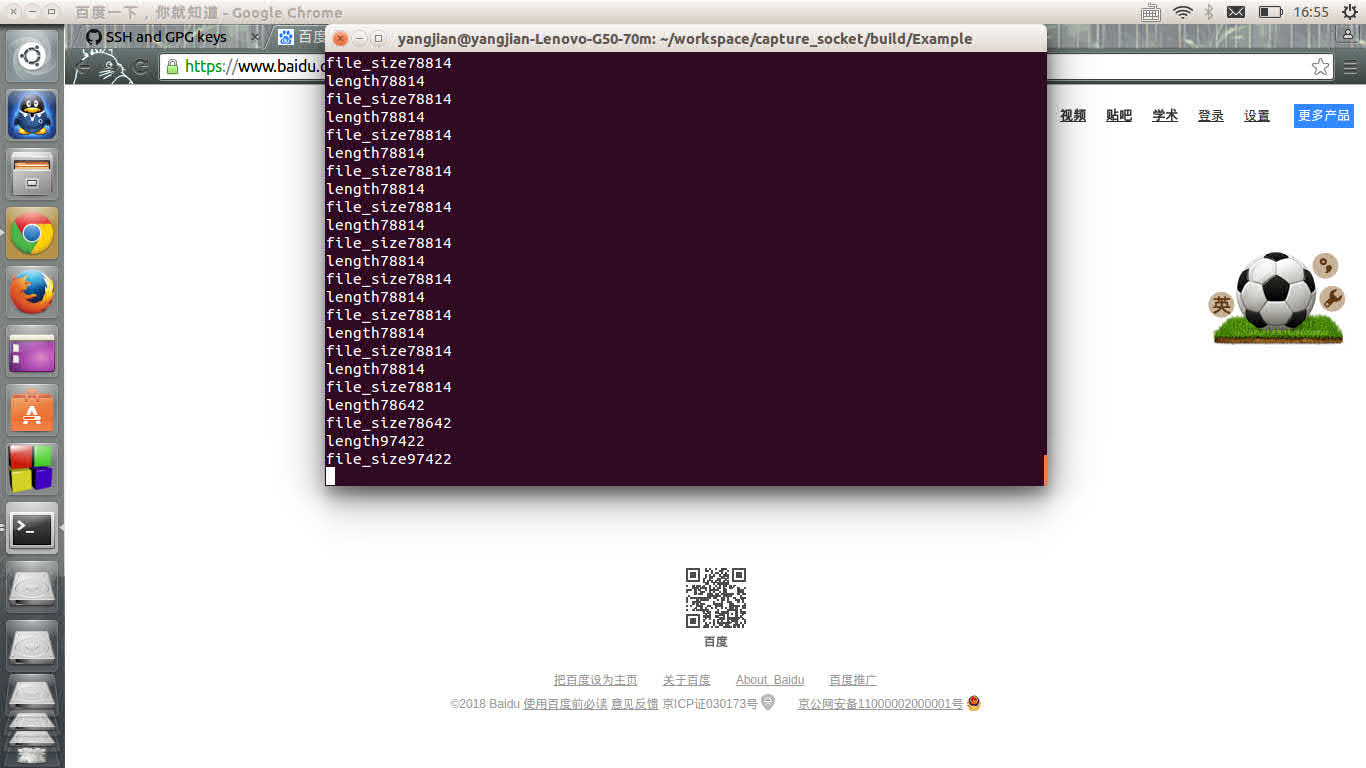 百度一下，你就知道 - Google Chrome
16:55
SSH and GPG keys
百度
yangjian@yangjian-Lenovo-G50-70m: ~/workspace/capture_socket/build/Example
https://www.baidu.c
file_size78814
length78814
file_size78814
length78814
file_size78814
length78814
file_size78814
length78814
file_size78814
length78814
file_size78814
length78814
file_size78814
length78814
file_size78814
length78814
file_size78814
length78814
file_size78814
length78642
file_size78642
length97422
file_size97422
视频 贴吧 学术 登录 设置 更多产品
英
百度
把百度设为主页 关于百度 About Baidu 百度推广
©2018 Baidu 使用百度前必读 意见反馈 京ICP证030173号 京公网安备11000002000001号